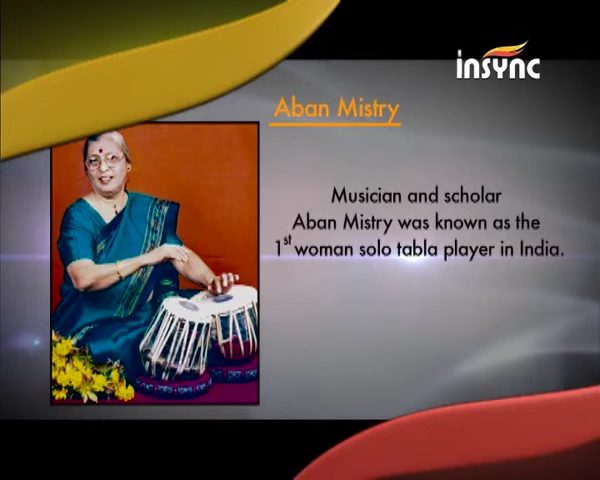 insync
Aban Mistry
Musician and scholar
Aban Mistry was known as the
1st woman solo tabla player in India.